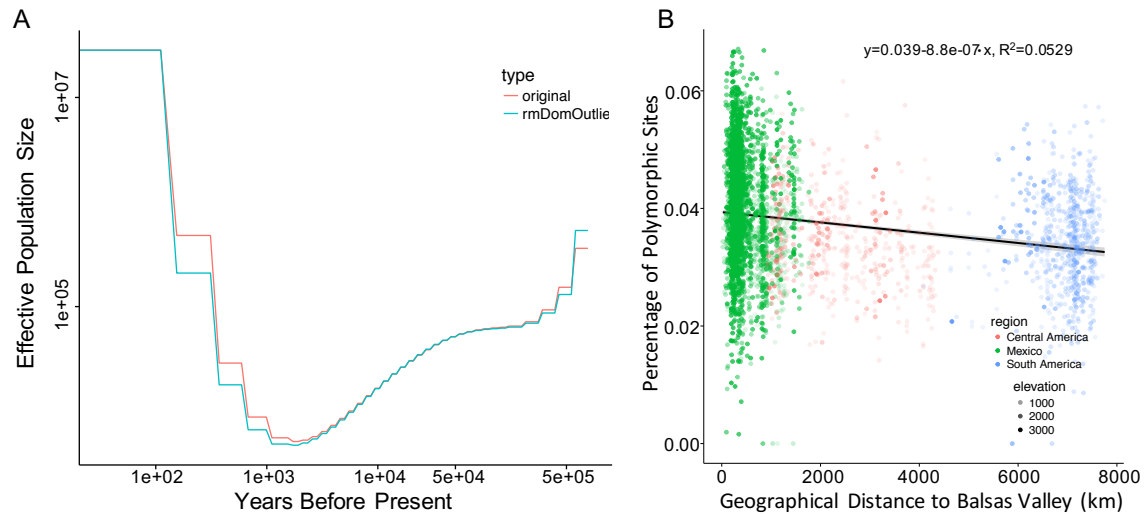 A
Effective Population Size
1e+07
1e+05
type
original
rmDomOutlie
1e+02
1e+03
1e+04
5e+04
5e+05
Years Before Present
B
y=0.039-8.8e-07·x, R²=0.0529
Percentage of Polymorphic Sites
0.06
0.04
0.02
0.00
region
Central America
Mexico
South America
elevation
1000
2000
3000
0
2000
4000
6000
8000
Geographical Distance to Balsas Valley (km)